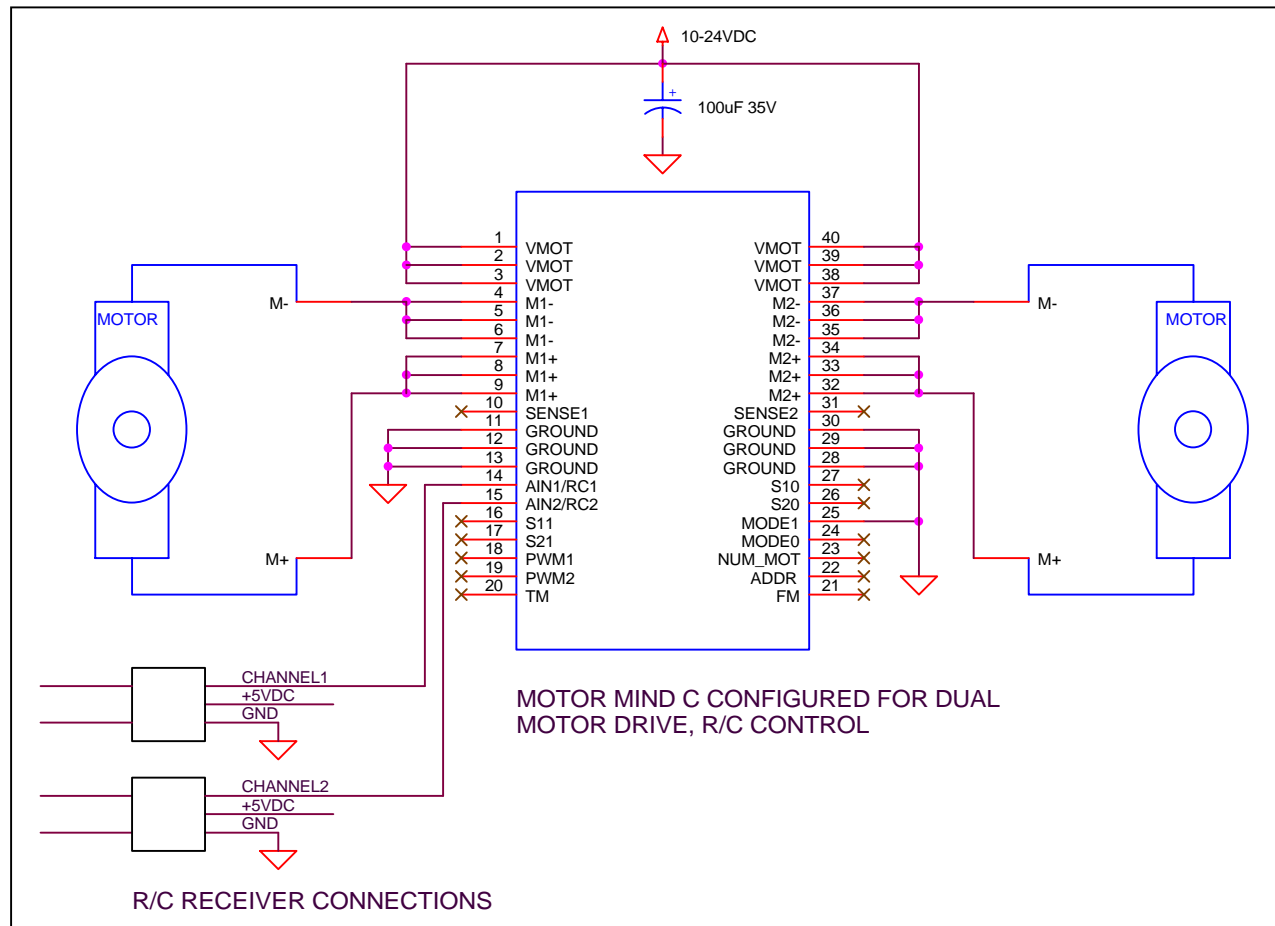 10-24VDC
+
100uF 35V
1 VMOT
2 VMOT
3 VMOT
4 M1-
5 M1-
6 M1-
7 M1+
8 M1+
9 M1+
10 SENSE1
11 GROUND
12 GROUND
13 GROUND
14 AIN1/RC1
15 AIN2/RC2
16 S11
17 S21
18 PWM1
19 PWM2
20 TM
VMOT 40
VMOT 39
VMOT 38
M2- 37
M2- 36
M2- 35
M2+ 34
M2+ 33
M2+ 32
SENSE2 31
GROUND 30
GROUND 29
GROUND 28
S10 27
S20 26
MODE1 25
MODE0 24
NUM_MOT 23
ADDR 22
FM 21
M-
MOTOR
M+
M-
MOTOR
M+
CHANNEL1
+5VDC
GND
CHANNEL2
+5VDC
GND
MOTOR MIND C CONFIGURED FOR DUAL
MOTOR DRIVE, R/C CONTROL
R/C RECEIVER CONNECTIONS